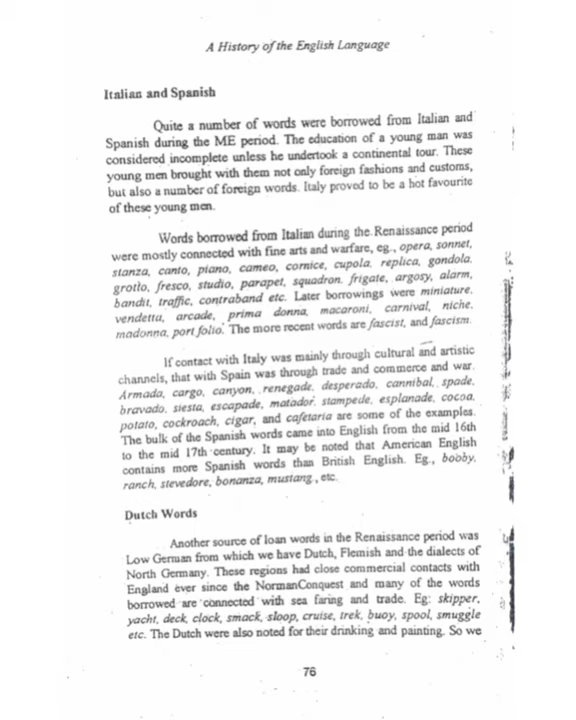 A History of the English Language
Italian and Spanish
Quite a number of words were borrowed from Italian and
Spanish during the ME period. The education of a young man was
considered incomplete unless he undertook a continental tour. These
young men brought with them not only foreign fashions and customs,
but also a number of foreign words. Italy proved to be a hot favourite
of these young men.
Words borrowed from Italian during the Renaissance period
were mostly connected with fine arts and warfare, eg., opera, sonnet,
stanza, canto, piano, cameo, cornice, cupola, replica, gondola,
grotto, fresco, studio, parapet, squadron, frigate, argosy, alarm,
bandit, traffic, contraband etc. Later borrowings were miniature,
vendetta, arcade, prima donna, macaroni, carnival, niche,
madonna, port folio. The more recent words are fascist, and fascism.
If contact with Italy was mainly through cultural and artistic
channels, that with Spain was through trade and commerce and war.
Armada, cargo, canyon, renegade, desperado, cannibal, spade,
bravado, siesta, escapade, matador, stampede, esplanade, cocoa,
potato, cockroach, cigar, and cafetaria are some of the examples.
The bulk of the Spanish words came into English from the mid 16th
to the mid 17th century. It may be noted that American English
contains more Spanish words than British English. Eg., booby,
ranch, stevedore, bonanza, mustang., etc.
Dutch Words
Another source of loan words in the Renaissance period was
Low German from which we have Dutch, Flemish and the dialects of
North Germany. These regions had close commercial contacts with
England ever since the NormanConquest and many of the words
borrowed are connected with sea faring and trade. Eg: skipper,
yacht, deck, clock, smack, sloop, cruise, trek, buoy, spool, smuggle
etc. The Dutch were also noted for their drinking and painting. So we
76